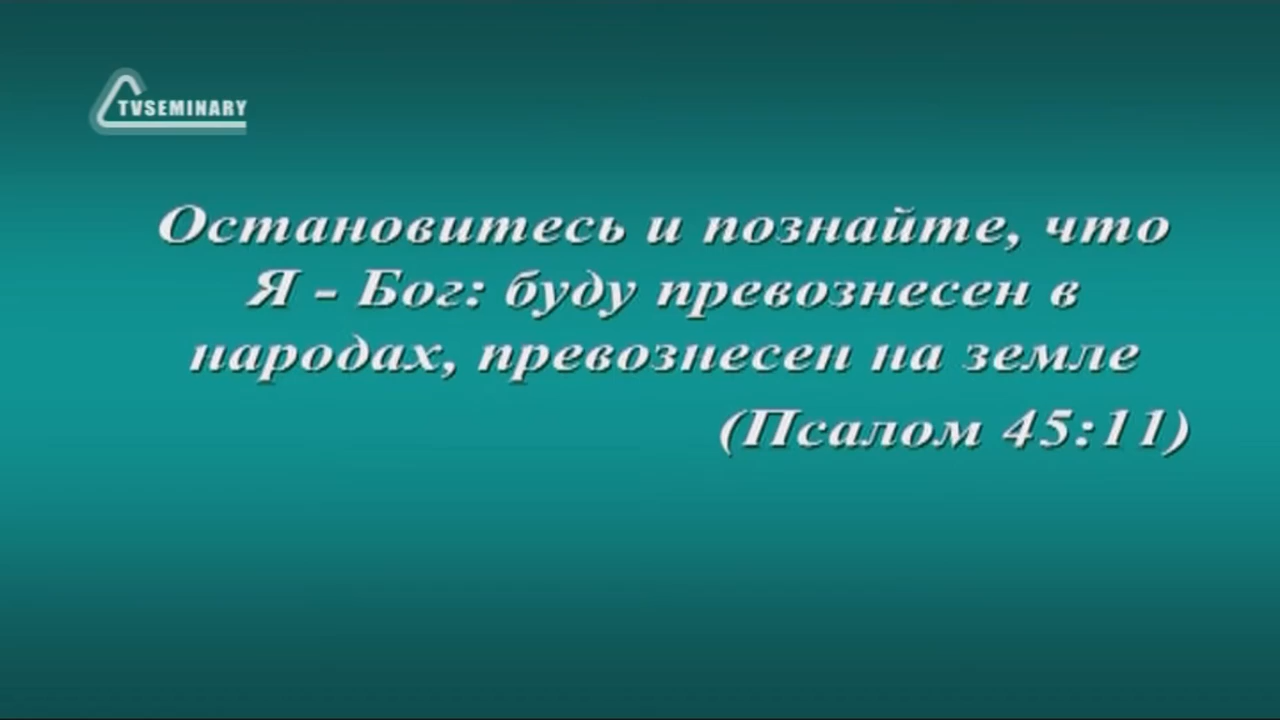 TVSEMINARY
Остановитесь и познайте, что
Я - Бог: буду превознесен в
народах, превознесен на земле
(Псалом 45:11)